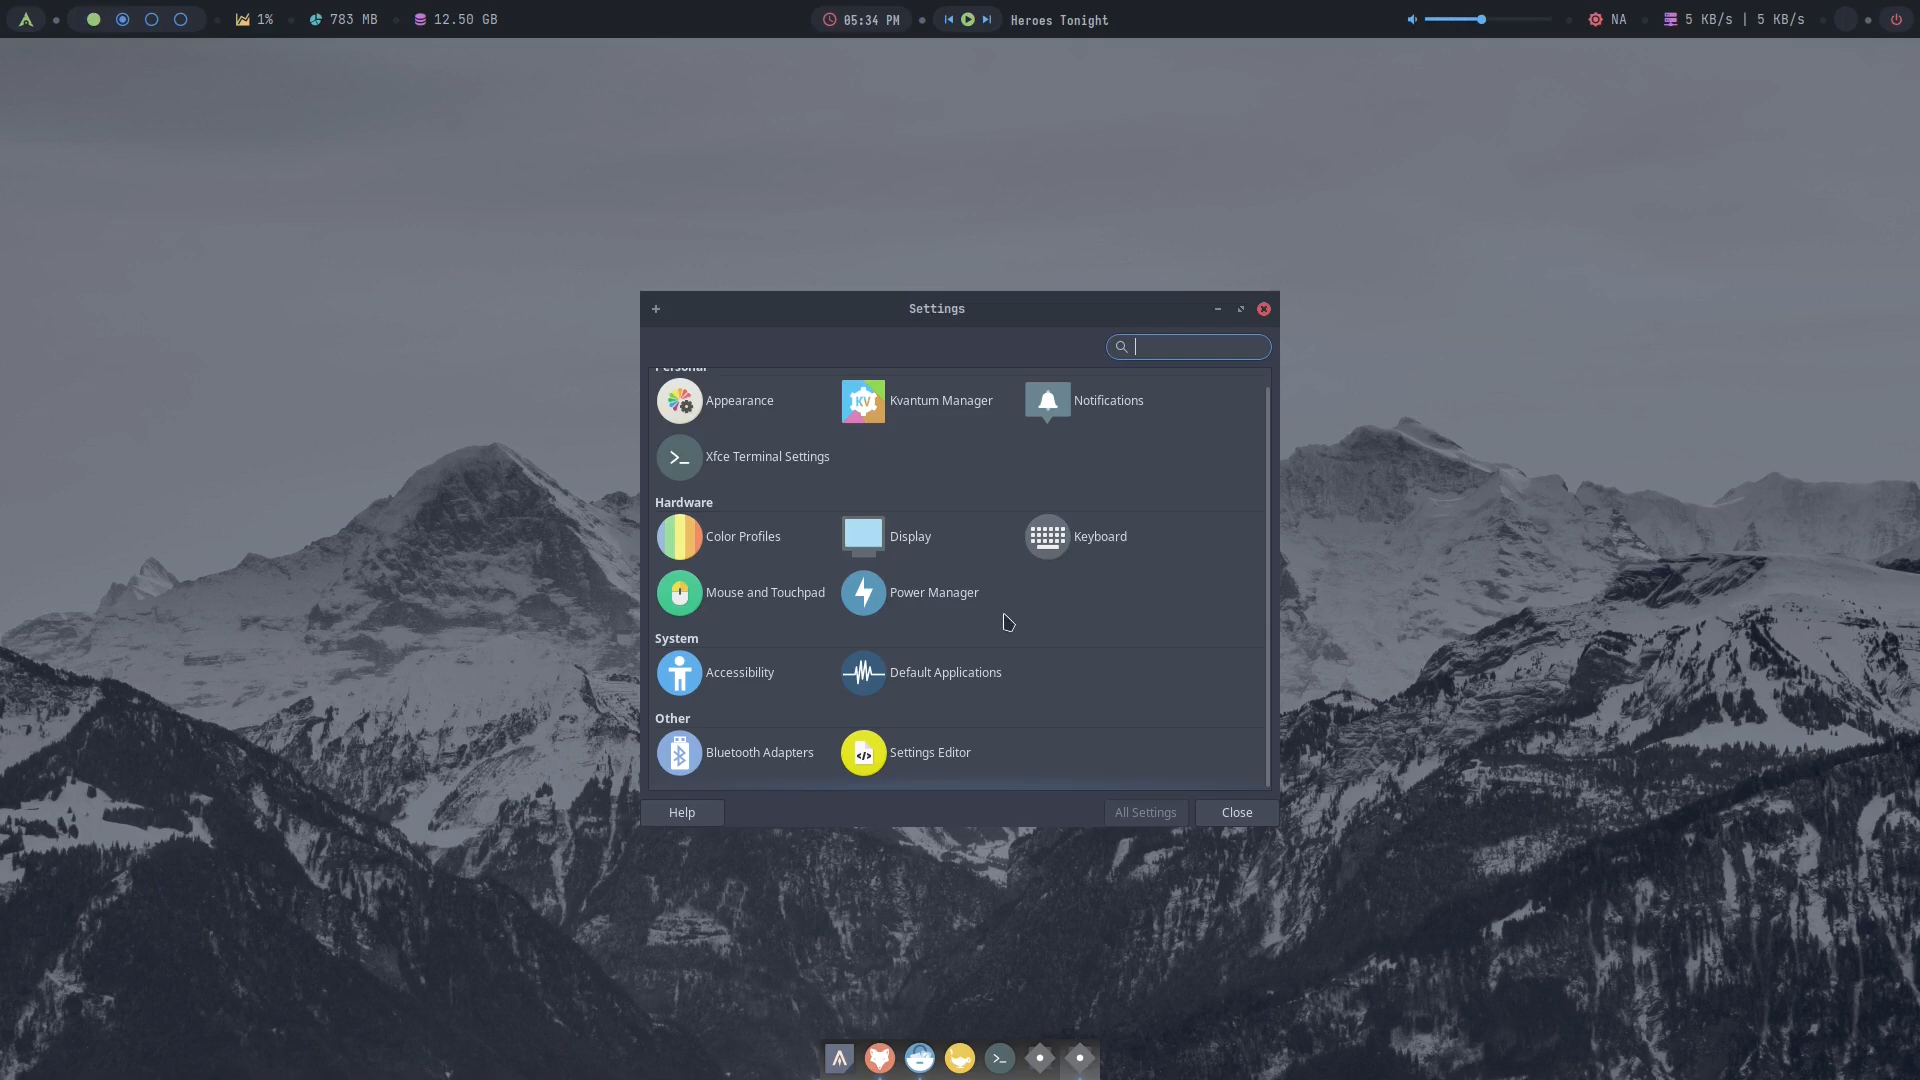 1%
783 MB
12.50 GB
05:34 PM
Heroes Tonight
NA
5 KB/s | 5 KB/s
Settings
Personal
Appearance
KV
Kvantum Manager
Notifications
>_
Xfce Terminal Settings
Hardware
Color Profiles
Display
Keyboard
Mouse and Touchpad
Power Manager
System
Accessibility
Default Applications
Other
Bluetooth Adapters
</>
Settings Editor
Help
All Settings
Close
>_